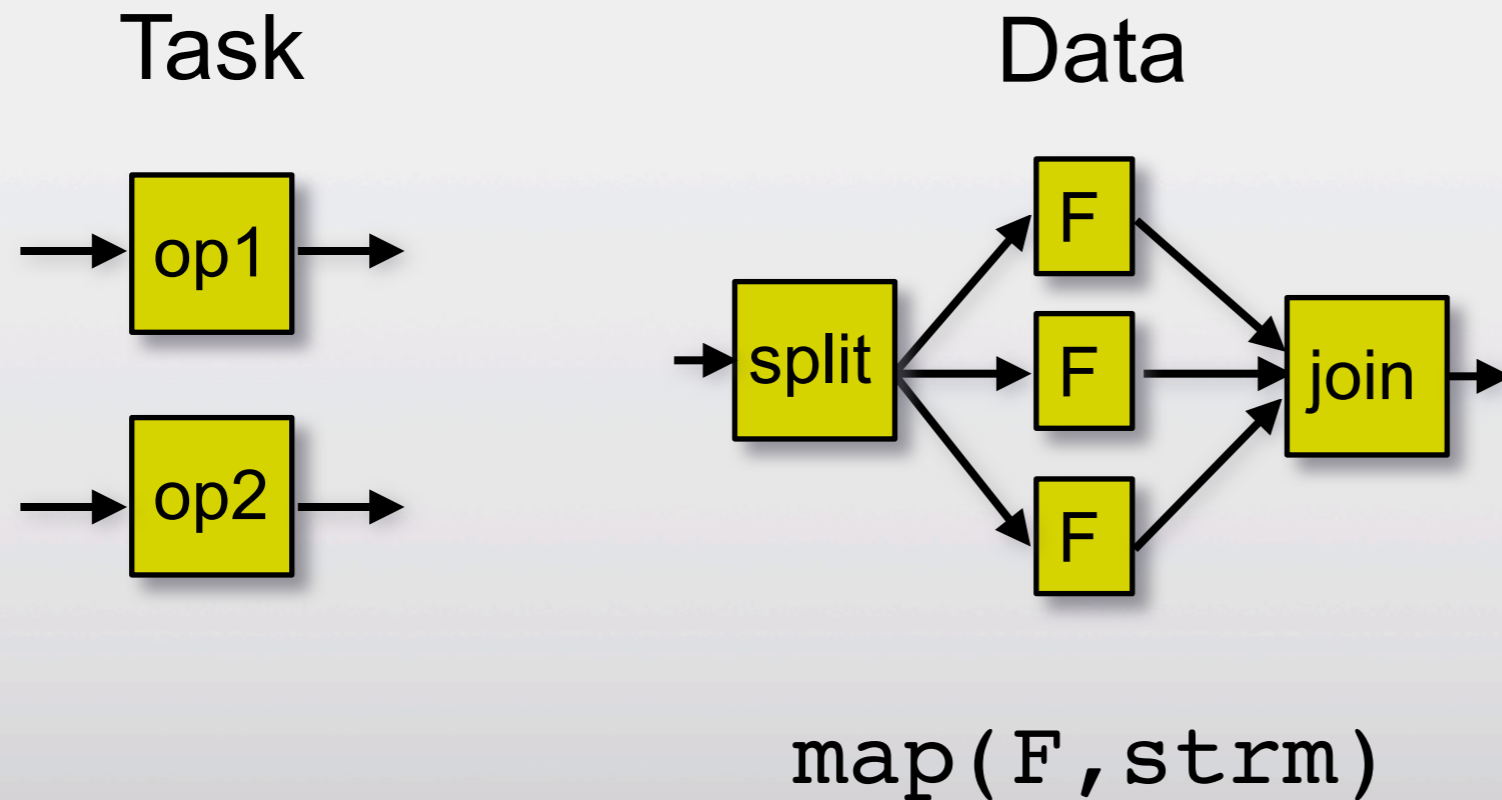 Task
op1
op2
Data
split
F
F
F
join
map(F,strm)